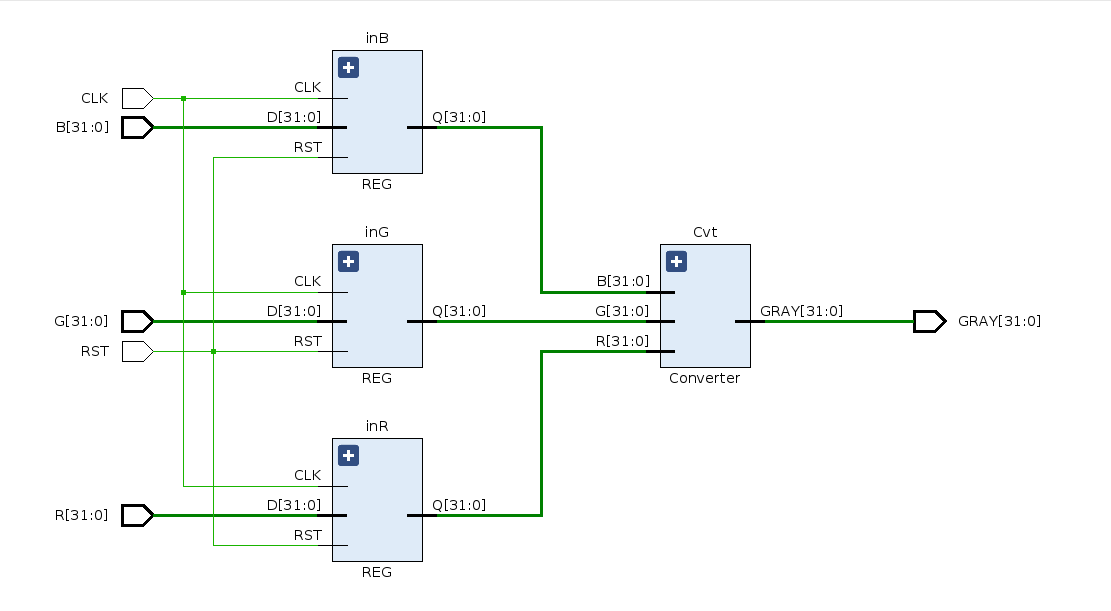 inB
CLK
CLK
B[31:0]
D[31:0]
Q[31:0]
RST
REG
inG
Cvt
CLK
B[31:0]
G[31:0]
D[31:0]
Q[31:0]
G[31:0]
GRAY[31:0]
GRAY[31:0]
RST
RST
R[31:0]
REG
Converter
inR
CLK
R[31:0]
D[31:0]
Q[31:0]
RST
REG